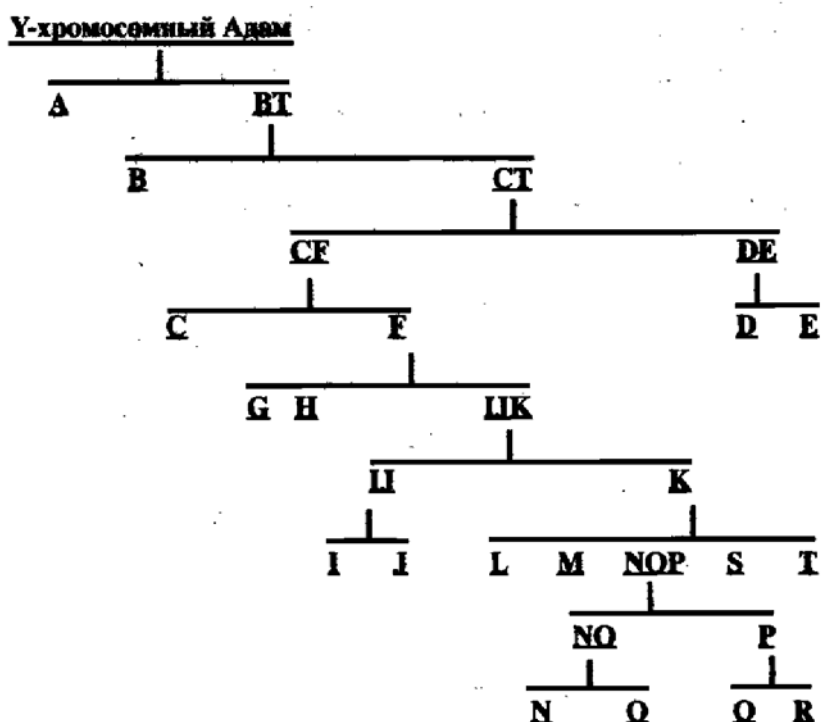 Y-хромосомный Адам
A BT
B CT
CF DE
C F D E
G H IJK
IJ K
I J L M NOP S T
NO P
N O Q R